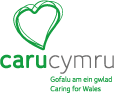 carucymru
Gofalu am ein gwlad
Caring for Wales